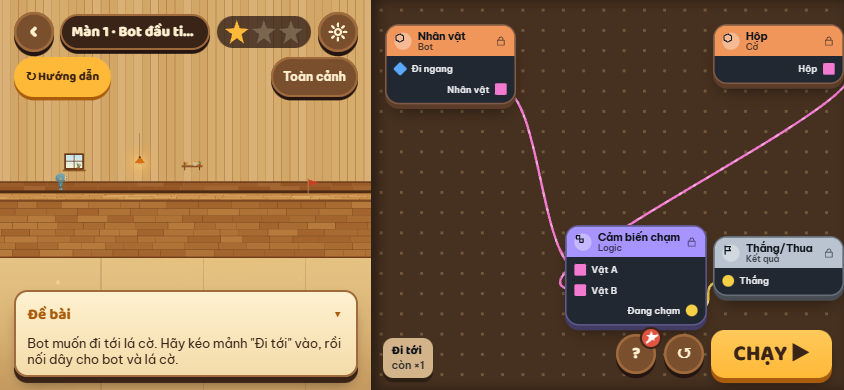 Màn 1 · Bot đầu ti...
Hướng dẫn
Toàn cảnh
Đề bài
Bot muốn đi tới lá cờ. Hãy kéo mảnh "Đi tới" vào, rồi
nối dây cho bot và lá cờ.
Nhân vật
Bot
Đi ngang
Nhân vật
Hộp
Cờ
Hộp
Cảm biến chạm
Logic
Vật A
Vật B
Đang chạm
Thắng/Thua
Kết quả
Thắng
Đi tới
còn ×1
?
CHẠY